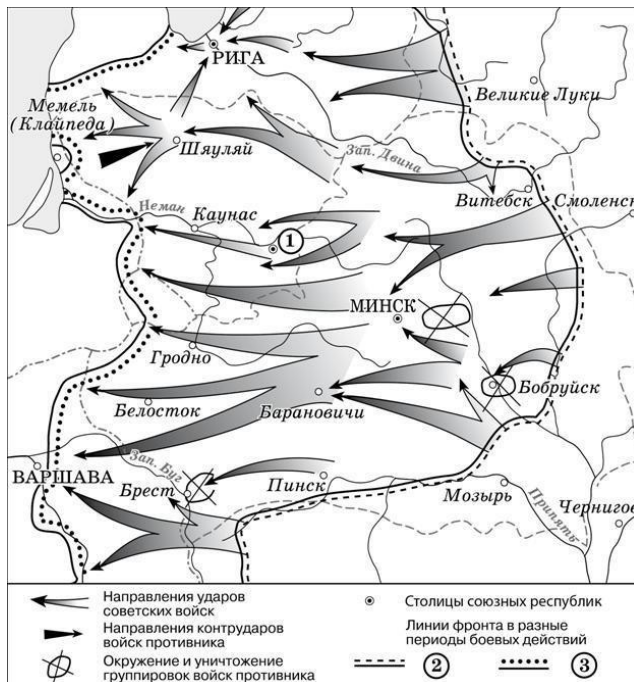 РИГА
Великие Луки
Мемель
(Клайпеда)
Шяуляй
Зап. Двина
Витебск
Смоленск
Неман
Каунас
1
МИНСК
Гродно
Бобруйск
Белосток
Барановичи
ВАРШАВА
Зап. Буг
Брест
Пинск
Мозырь
Припять
Чернигов
Направления ударов
советских войск
Направления контрударов
войск противника
Окружение и уничтожение
группировок войск противника
Столицы союзных республик
Линии фронта в разные
периоды боевых действий
2
3